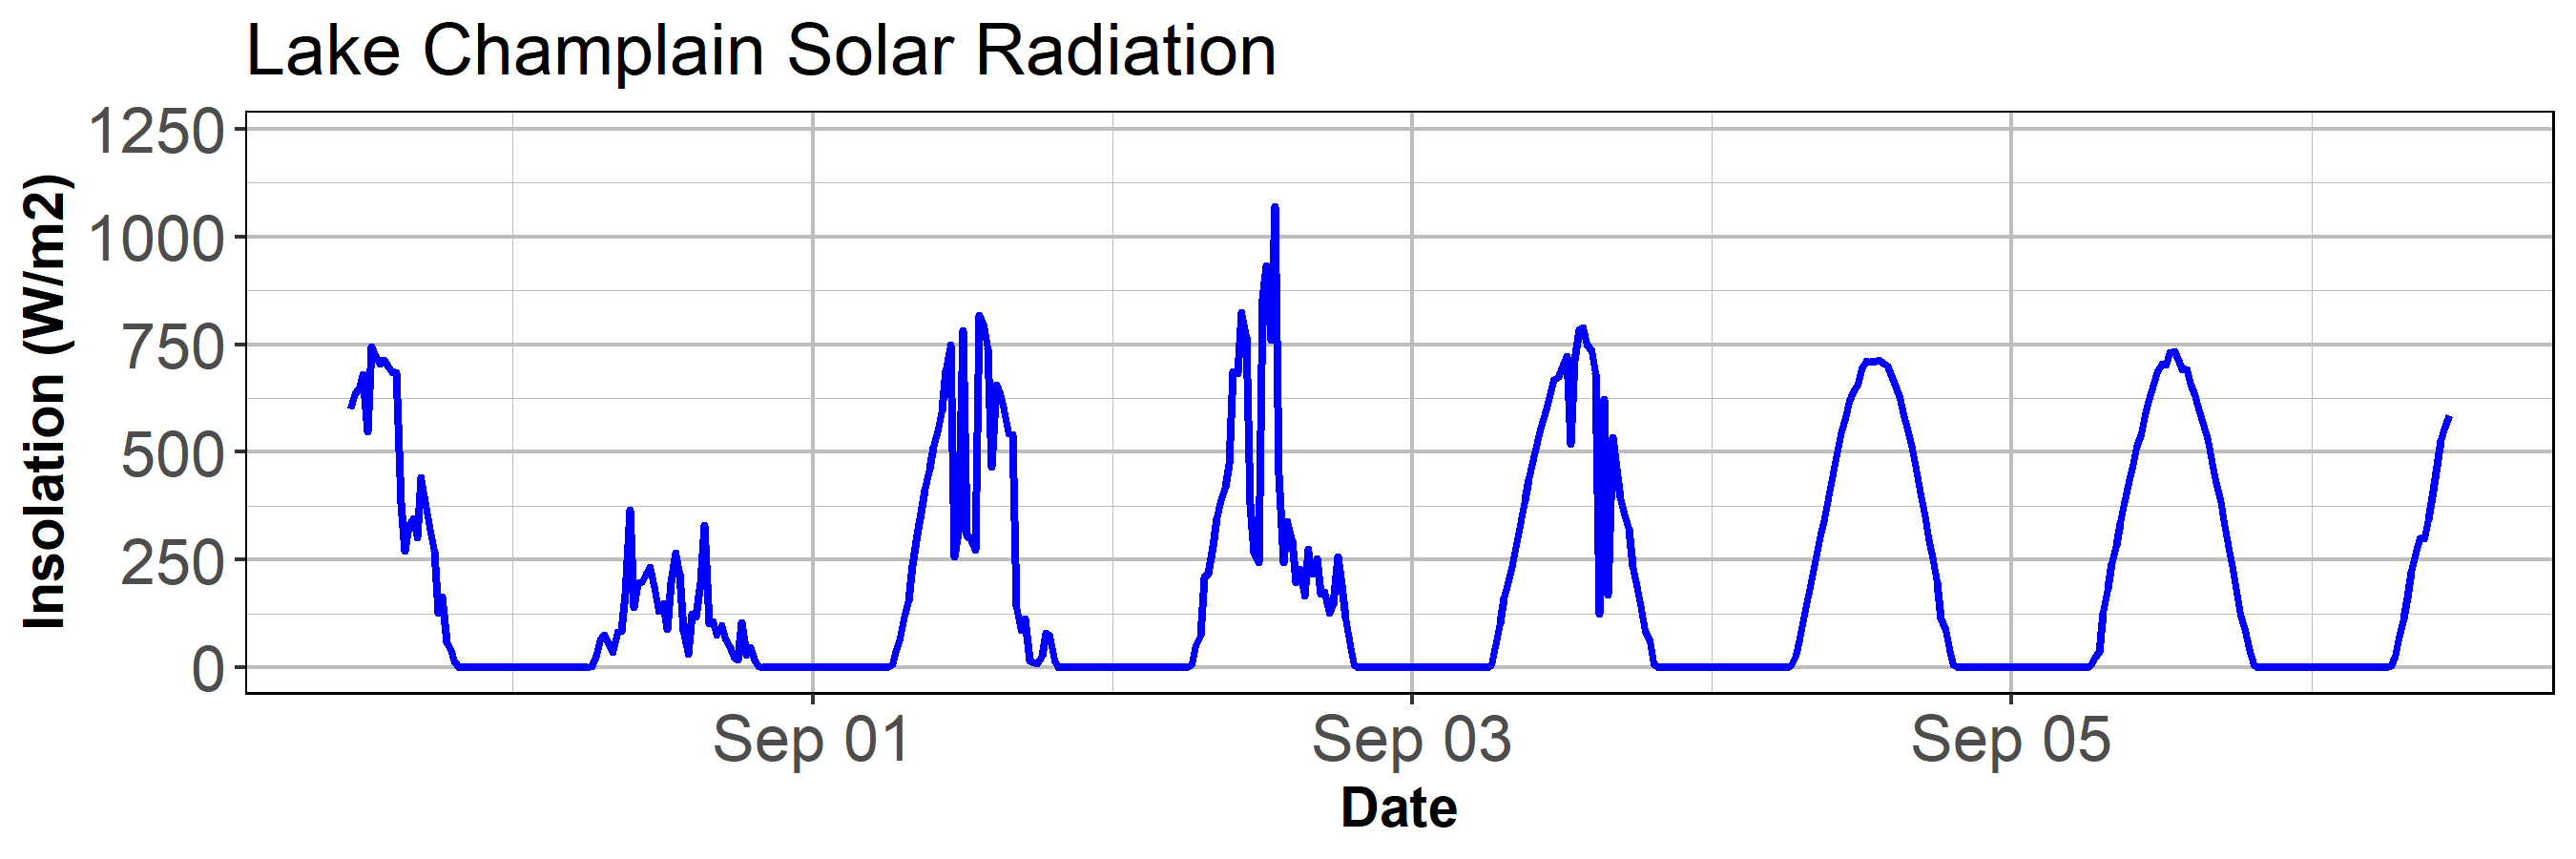 Lake Champlain Solar Radiation
Insolation (W/m2)
1250
1000
750
500
250
0
Sep 01 Sep 03 Sep 05
Date